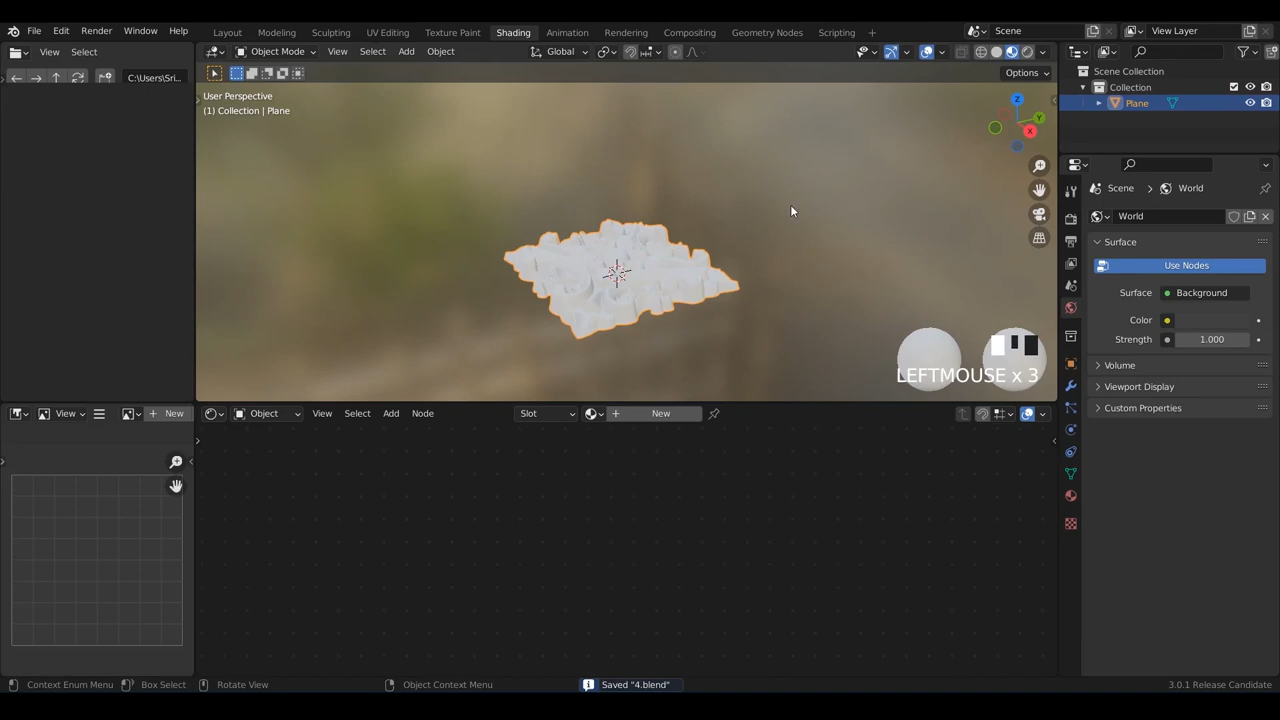 File Edit Render Window Help Layout Modeling Sculpting UV Editing Texture Paint Shading Animation Rendering Compositing Geometry Nodes Scripting Scene View Layer
View Select Object Mode View Select Add Object Global
C:\Users\Sri... Options
User Perspective
(1) Collection | Plane
Scene Collection
Collection
Plane
Z
Y
X
Scene World
World
Surface
Use Nodes
Surface Background
Color
Strength 1.000
Volume
Viewport Display
Custom Properties
LEFTMOUSE x 3
View New Object View Select Add Node Slot New
Context Enum Menu Box Select Rotate View Object Context Menu Saved "4.blend" 3.0.1 Release Candidate